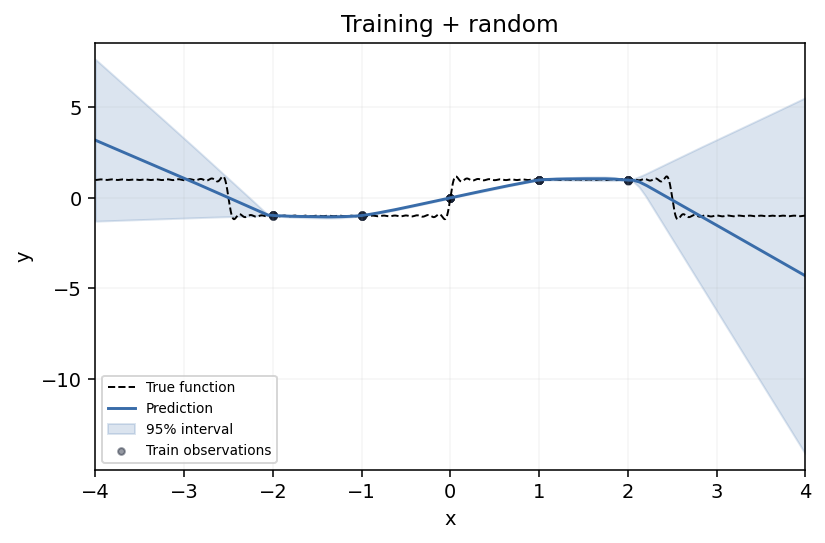 Training + random
y
5
0
−5
−10
True function
Prediction
95% interval
Train observations
−4 −3 −2 −1 0 1 2 3 4
x